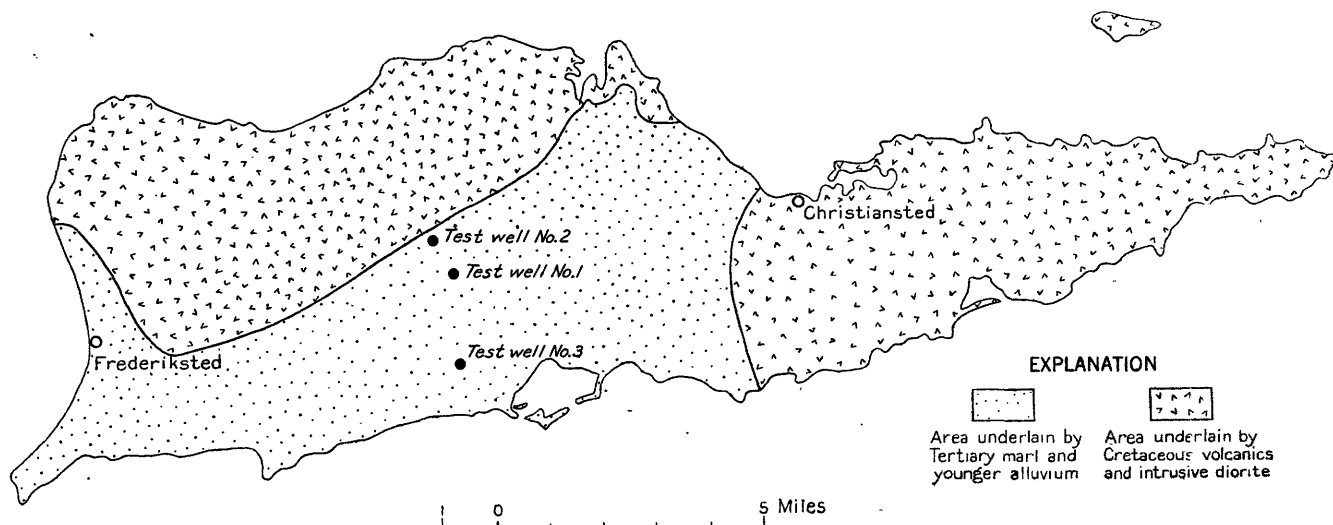 Christiansted
Test well No.2
Test well No.1
Test well No.3
Frederiksted
EXPLANATION
Area underlain by
Tertiary marl and
younger alluvium
Area underlain by
Cretaceous volcanics
and intrusive diorite
1 0 5 Miles